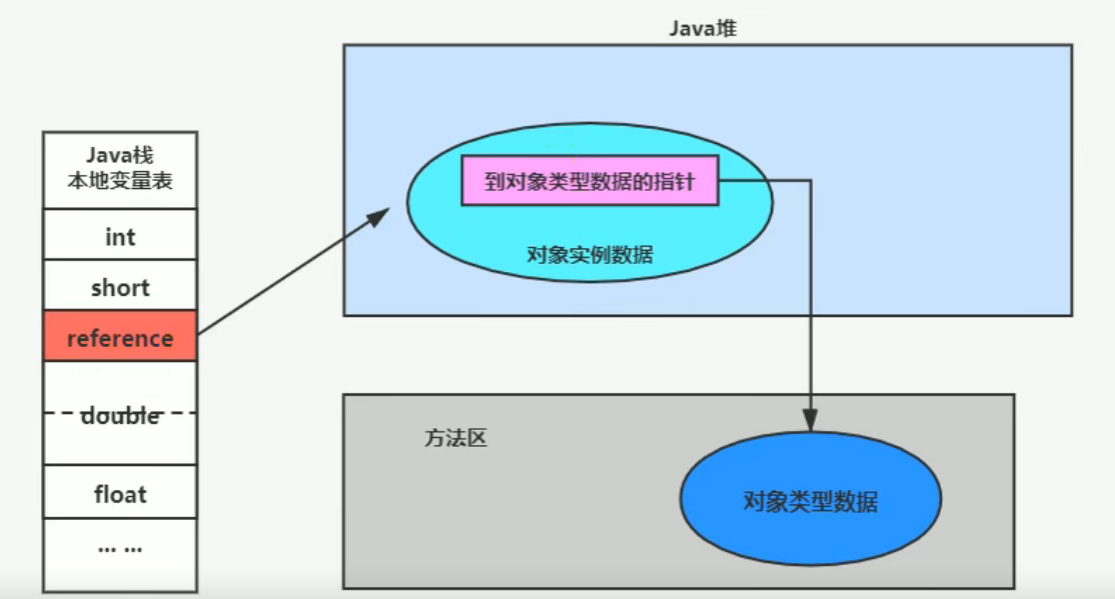 Java堆
Java栈
本地变量表
int
short
reference
double
float
... ...
到对象类型数据的指针
对象实例数据
方法区
对象类型数据